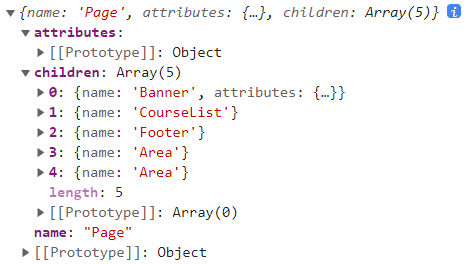 ▼ {name: 'Page', attributes: {…}, children: Array(5)} i
▼ attributes:
▶ [[Prototype]]: Object
▼ children: Array(5)
▶ 0: {name: 'Banner', attributes: {…}}
▶ 1: {name: 'CourseList'}
▶ 2: {name: 'Footer'}
▶ 3: {name: 'Area'}
▶ 4: {name: 'Area'}
length: 5
▶ [[Prototype]]: Array(0)
name: "Page"
▶ [[Prototype]]: Object